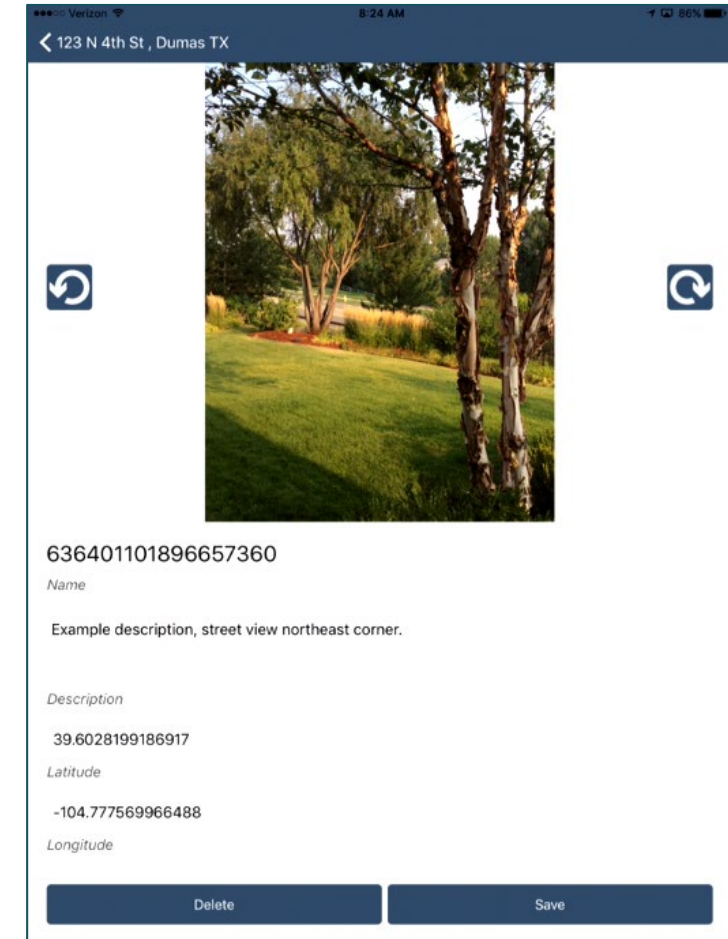 Verizon 8:24 AM 86%
123 N 4th St , Dumas TX
636401101896657360
Name
Example description, street view northeast corner.
Description
39.6028199186917
Latitude
-104.777569966488
Longitude
Delete Save